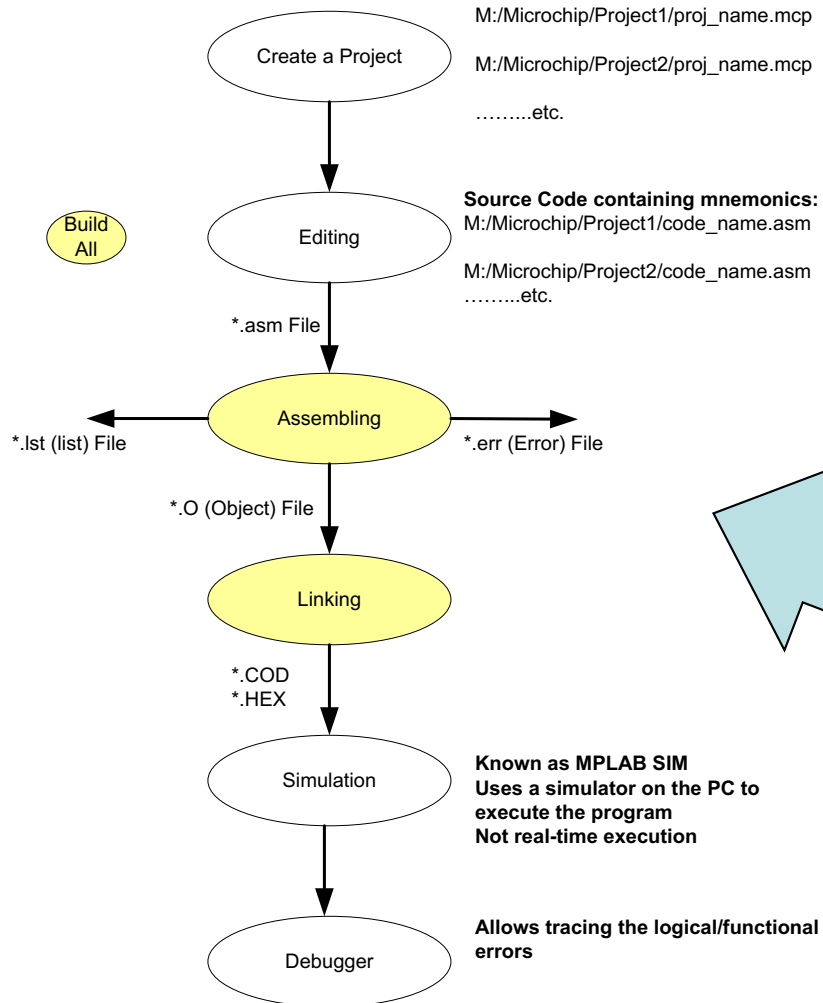 Create a Project
M:/Microchip/Project1/proj_name.mcp
M:/Microchip/Project2/proj_name.mcp
……...etc.
Build
All
Editing
Source Code containing mnemonics:
M:/Microchip/Project1/code_name.asm
M:/Microchip/Project2/code_name.asm
……...etc.
*.asm File
Assembling
*.lst (list) File
*.err (Error) File
*.O (Object) File
Linking
*.COD
*.HEX
Simulation
Known as MPLAB SIM
Uses a simulator on the PC to
execute the program
Not real-time execution
Debugger
Allows tracing the logical/functional
errors